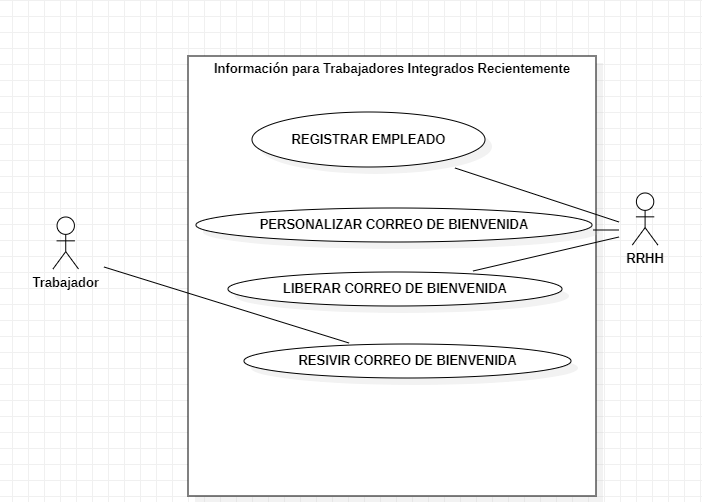 Información para Trabajadores Integrados Recientemente
REGISTRAR EMPLEADO
PERSONALIZAR CORREO DE BIENVENIDA
RRHH
Trabajador
LIBERAR CORREO DE BIENVENIDA
RESIVIR CORREO DE BIENVENIDA